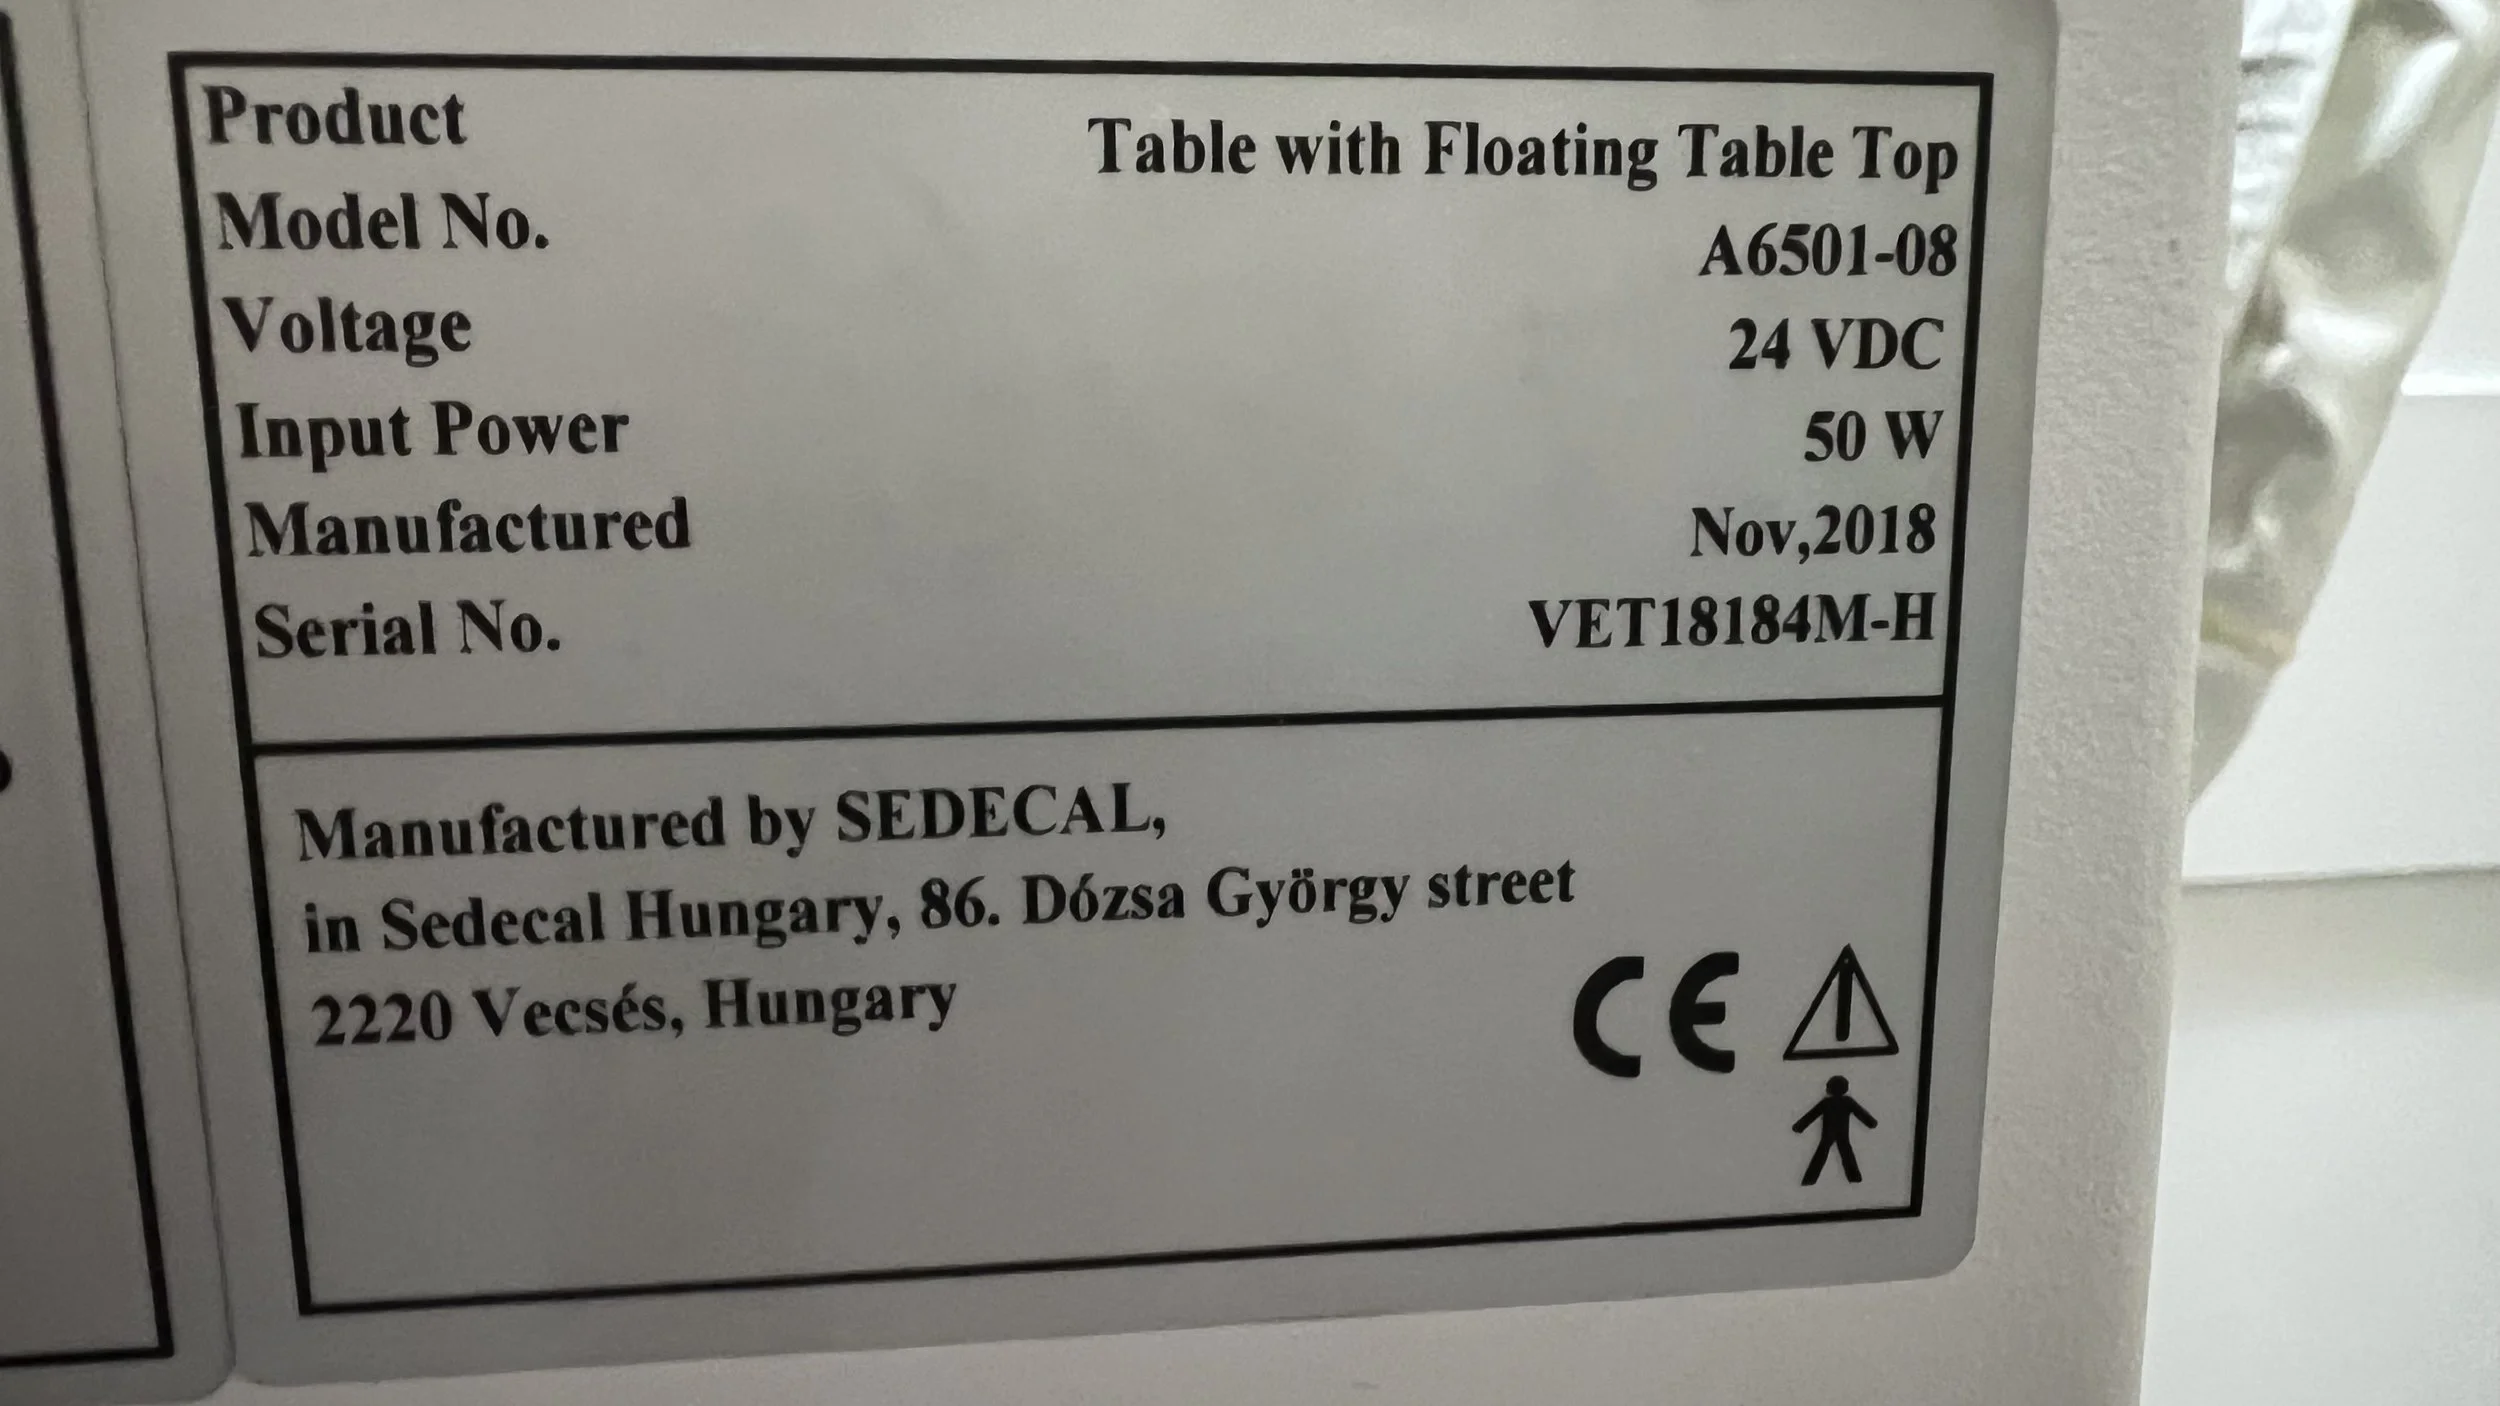 Product Table with Floating Table Top
Model No. A6501-08
Voltage 24 VDC
Input Power 50 W
Manufactured Nov,2018
Serial No. VET18184M-H
Manufactured by SEDECAL,
in Sedecal Hungary, 86. Dózsa György street
2220 Vecsés, Hungary
CE